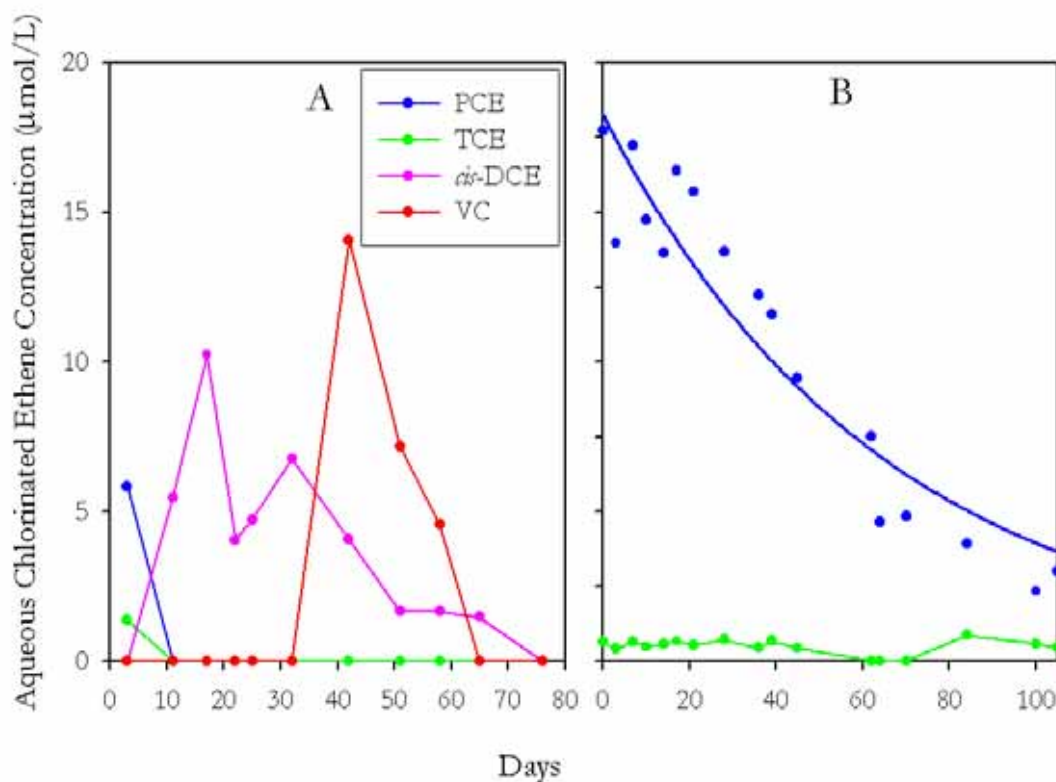 Aqueous Chlorinated Ethene Concentration (μmol/L)
20
15
10
5
0
A
PCE
TCE
cis-DCE
VC
0 10 20 30 40 50 60 70 80
B
0 20 40 60 80 100
Days